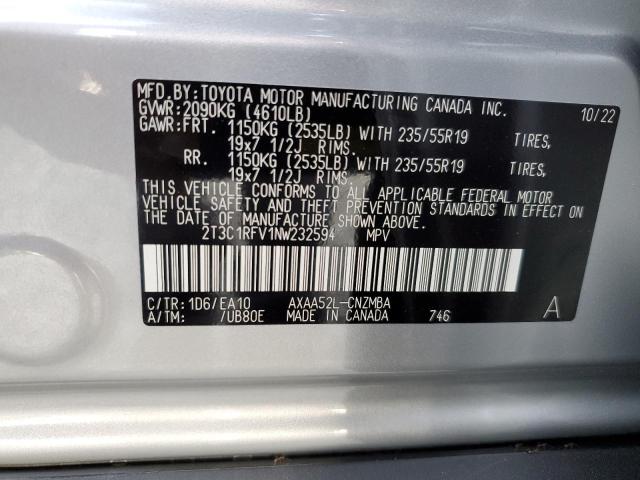 MFD.BY:TOYOTA MOTOR MANUFACTURING CANADA INC. 10/22
GVWR:2090KG (4610LB)
GAWR:FRT. 1150KG (2535LB) WITH 235/55R19 TIRES,
19x7 1/2J RIMS.
RR. 1150KG (2535LB) WITH 235/55R19 TIRES,
19x7 1/2J RIMS.
THIS VEHICLE CONFORMS TO ALL APPLICABLE FEDERAL MOTOR
VEHICLE SAFETY AND THEFT PREVENTION STANDARDS IN EFFECT ON
THE DATE OF MANUFACTURE SHOWN ABOVE.
2T3C1RFV1NW232594 MPV
C/TR:1D6/EA10 AXAA52L-CNZMBA A
A/TM: /UB80E MADE IN CANADA 746